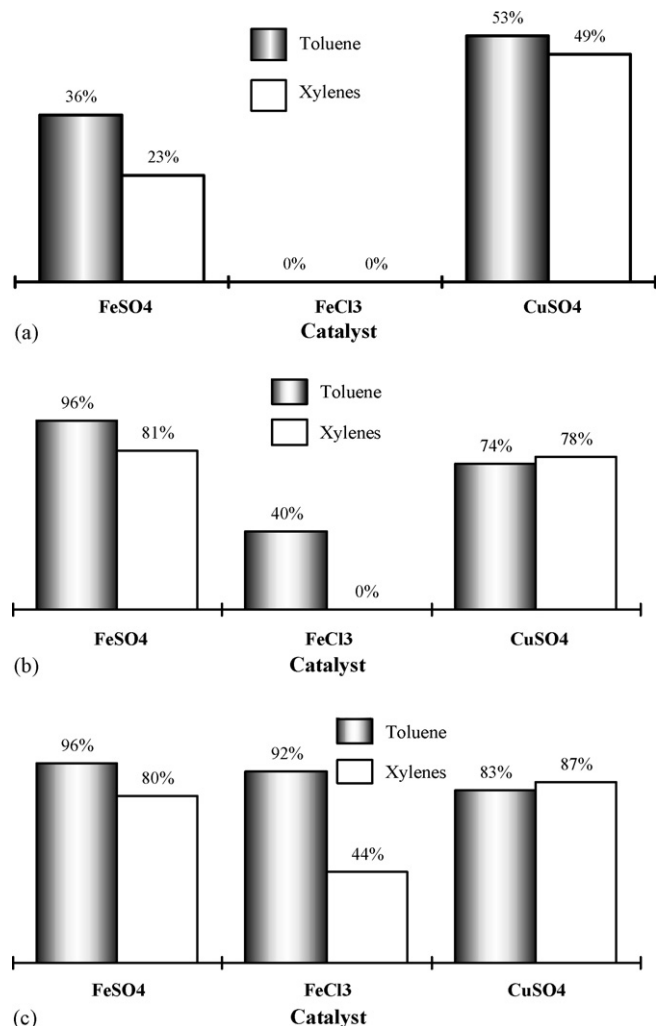 53%
Toluene
49%
36%
Xylenes
23%
0% 0%
FeSO4 FeCl3 CuSO4
(a) Catalyst
Toluene
96%
Xylenes
81%
74% 78%
40%
0%
FeSO4 FeCl3 CuSO4
(b) Catalyst
Toluene
96% 92%
Xylenes
80% 83% 87%
44%
FeSO4 FeCl3 CuSO4
(c) Catalyst